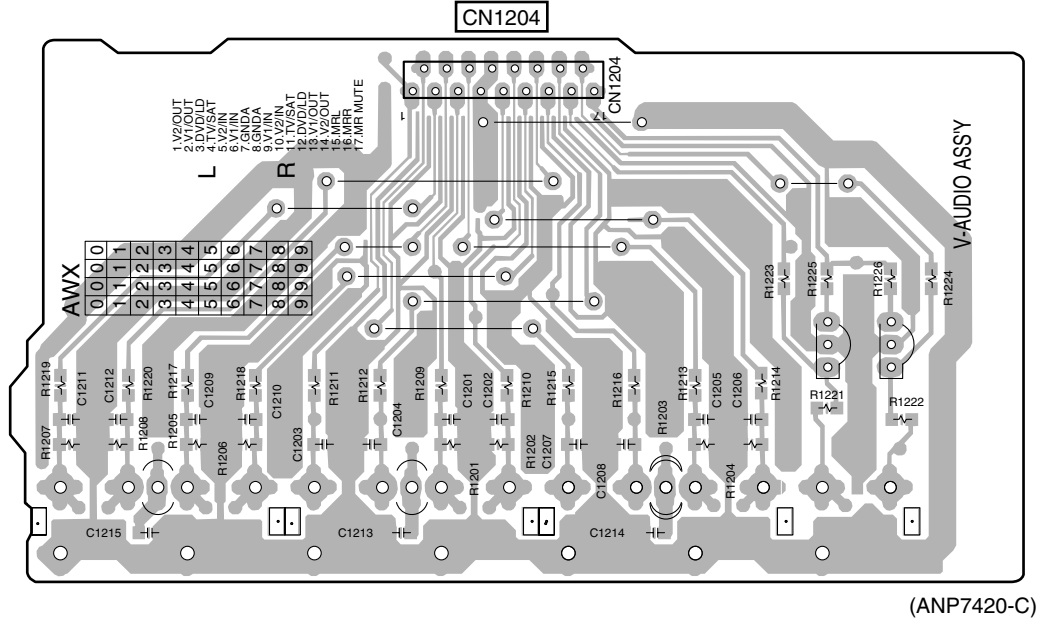 CN1204
CN1204
1
17
1.V2/OUT
2.V1/OUT
3.DVD/LD
4.TV/SAT
5.V2/IN
6.V1/IN
7.GNDA
8.GNDA
9.V1/IN
10.V2/IN
11.TV/SAT
12.DVD/LD
13.V1/OUT
14.V2/OUT
15.MRL
16.MRR
17.MR MUTE
L
R
V-AUDIO ASS'Y
AWX
0 0 0
1 1 1
2 2 2
3 3 3
4 4 4
5 5 5
6 6 6
7 7 7
8 8 8
9 9 9
R1223
R1225
R1226
R1224
R1219
C1211
C1212
R1220
R1217
C1209
R1218
C1210
R1211
R1212
R1209
C1201
C1202
R1210
R1215
R1216
R1213
C1205
C1206
R1214
R1221
R1222
R1207
R1208
R1205
R1206
C1203
C1204
R1201
R1202
C1207
C1208
R1203
R1204
C1215
C1213
C1214
(ANP7420-C)